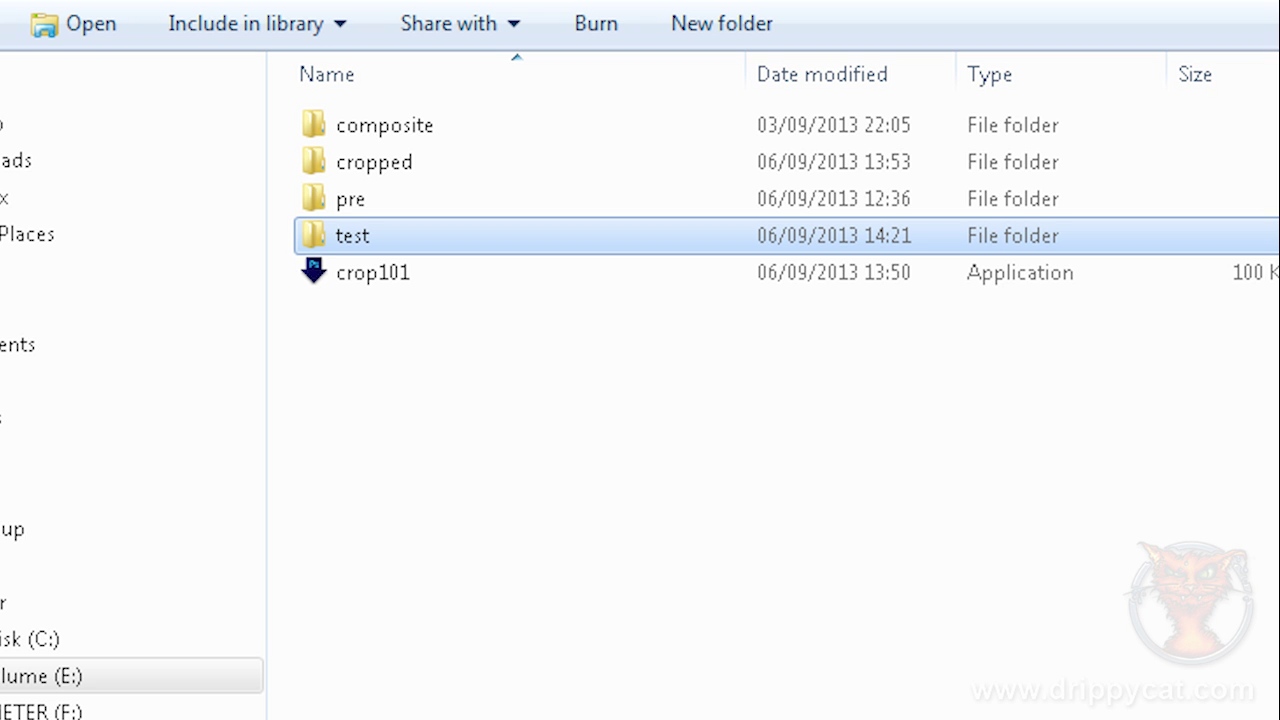 Open Include in library Share with Burn New folder
Name Date modified Type Size
composite 03/09/2013 22:05 File folder
ads cropped 06/09/2013 13:53 File folder
x pre 06/09/2013 12:36 File folder
Places test 06/09/2013 14:21 File folder
crop101 06/09/2013 13:50 Application 100 K
ents
s
up
r
isk (C:)
lume (E:)
ETER (F:)
Ps
www.drippycat.com